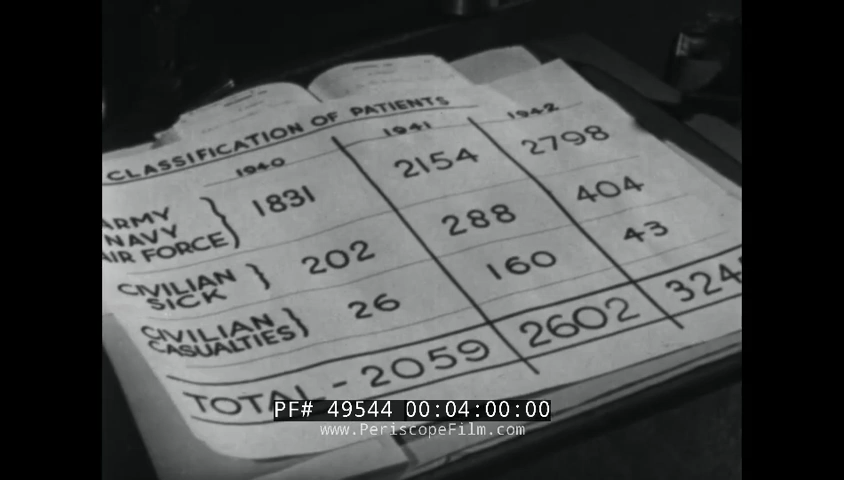 CLASSIFICATION OF PATIENTS
1940 1941 1942
ARMY
NAVY
AIR FORCE } 1831 2154 2798
CIVILIAN
SICK } 202 288 404
CIVILIAN
CASUALTIES } 26 160 43
TOTAL - 2059 2602 324
PF# 49544 00:04:00:00
www.PeriscopeFilm.com